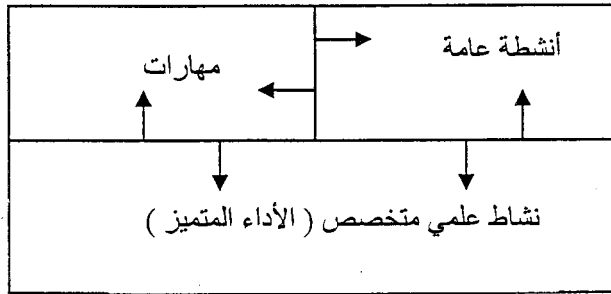 أنشطة عامة
مهارات
نشاط علمي متخصص ( الأداء المتميز )